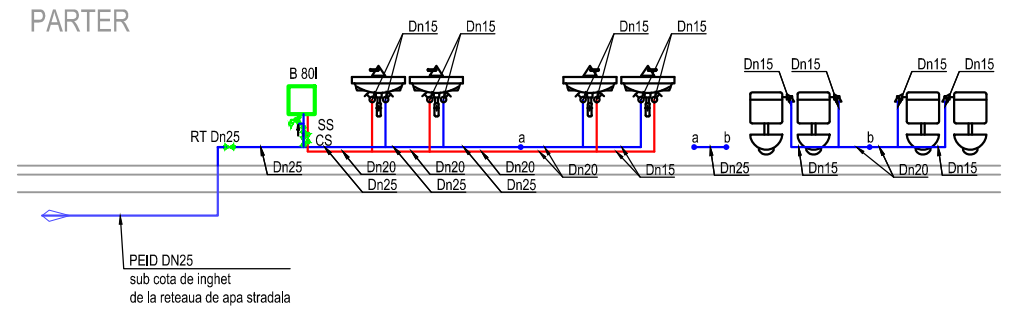 PARTER
Dn15 Dn15 Dn15 Dn15
Dn15 Dn15 Dn15 Dn15
B 80l
SS
CS
RT Dn25
a
a b
b
Dn25 Dn20 Dn20 Dn20 Dn20 Dn15 Dn25 Dn15 Dn20 Dn15
Dn25 Dn25 Dn25
PEID DN25
sub cota de inghet
de la reteaua de apa stradala